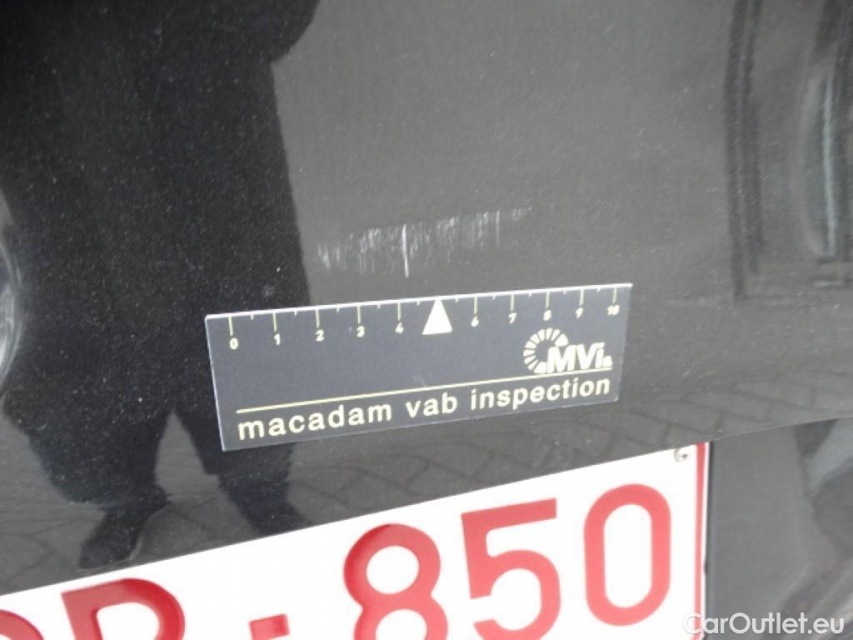 0 1 2 3 4 6 7 8 9 10
MVi
macadam vab inspection
850
CarOutlet.eu